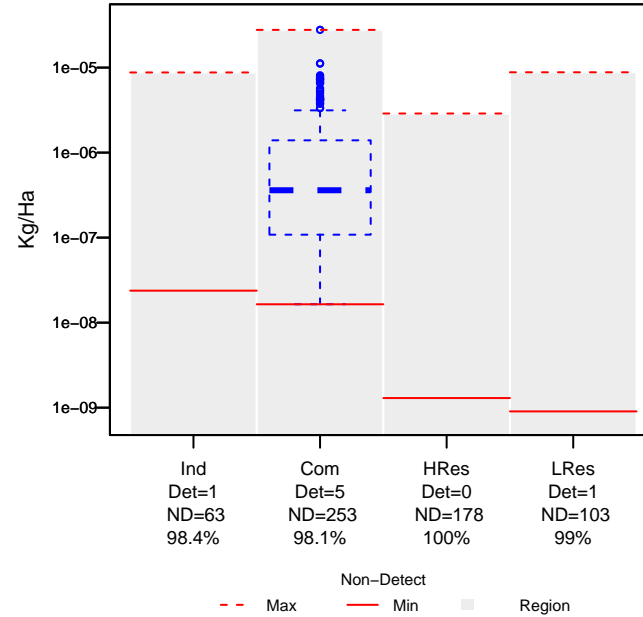 Kg/Ha
1e−05
1e−06
1e−07
1e−08
1e−09
Ind Com HRes LRes
Det=1 Det=5 Det=0 Det=1
ND=63 ND=253 ND=178 ND=103
98.4% 98.1% 100% 99%
Non−Detect
Max Min Region